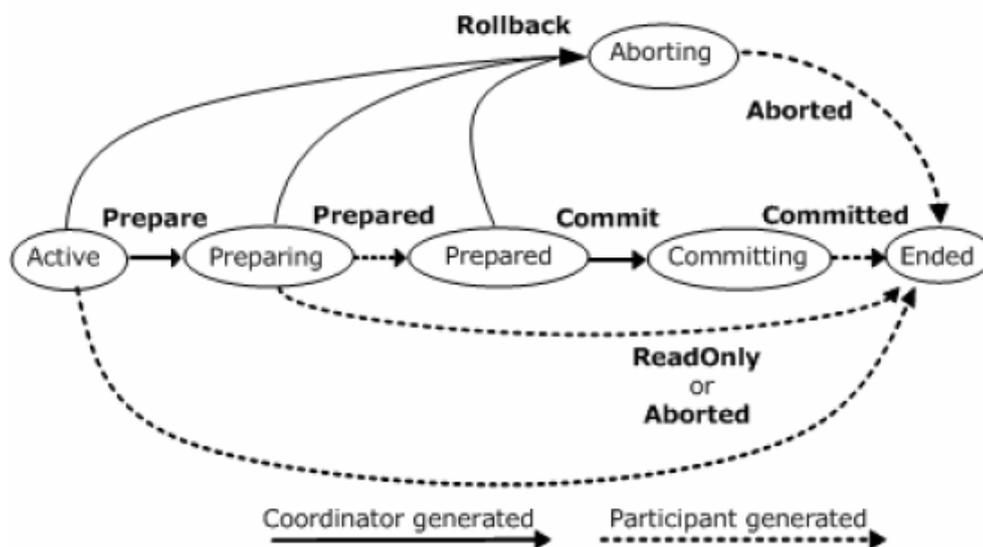 Rollback
Aborting
Aborted
Prepare
Prepared
Commit
Committed
Active
Preparing
Prepared
Committing
Ended
ReadOnly
or
Aborted
Coordinator generated
Participant generated